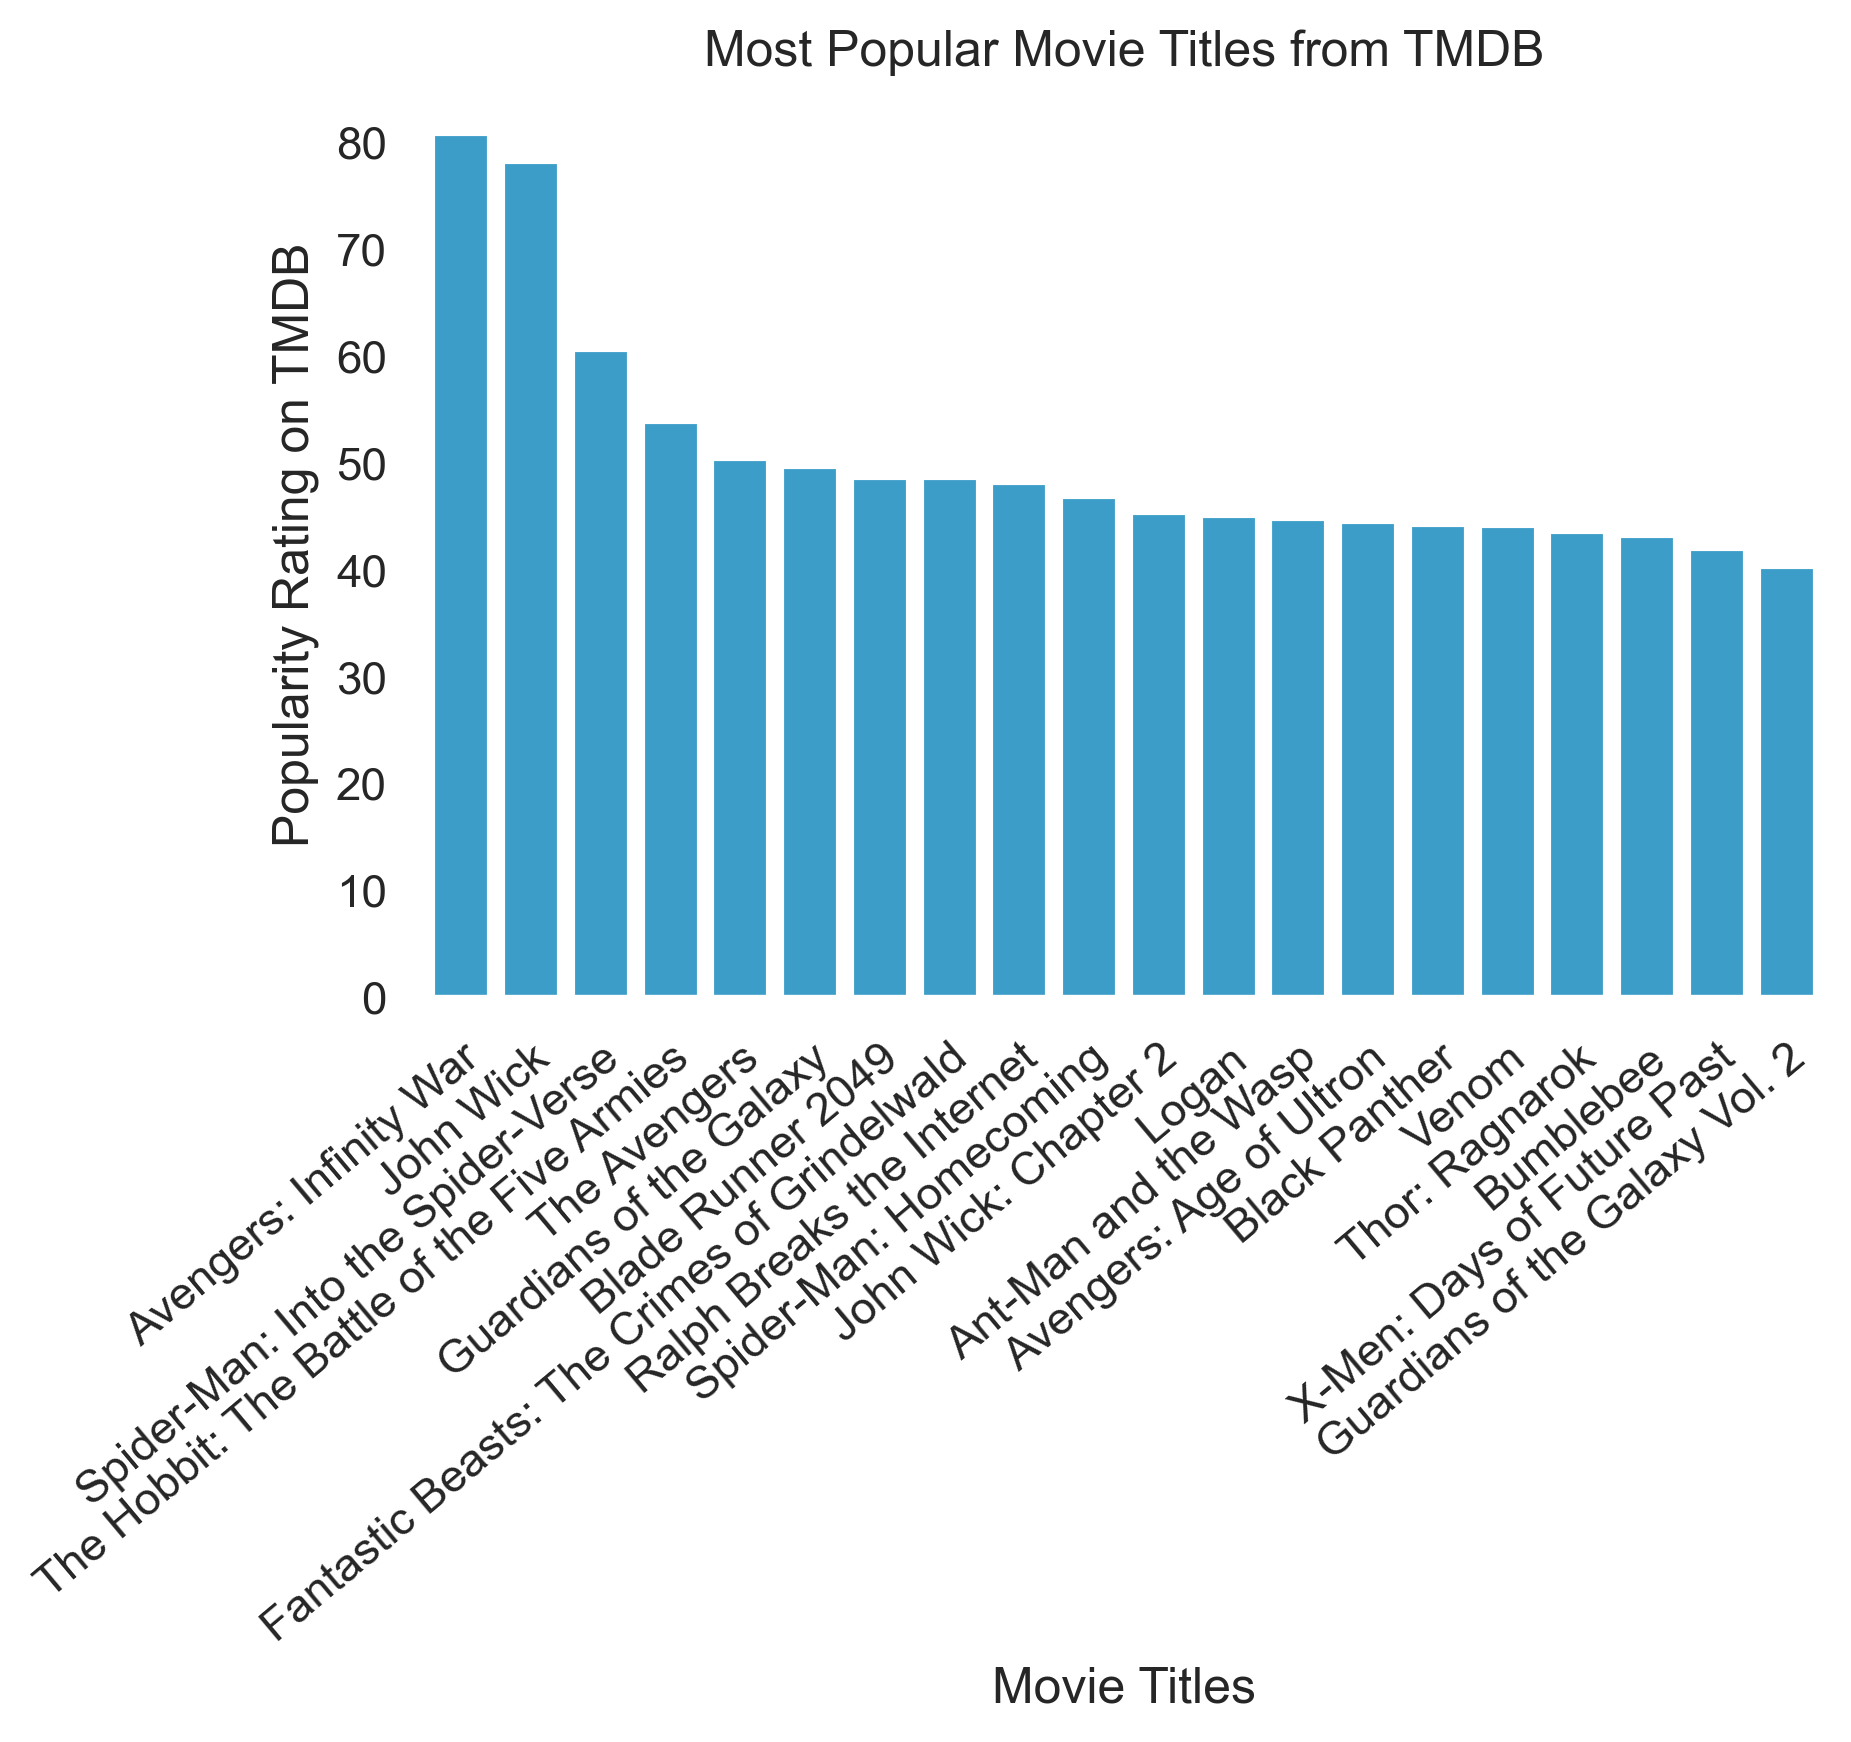 Most Popular Movie Titles from TMDB
Popularity Rating on TMDB
80
70
60
50
40
30
20
10
0
Avengers: Infinity War
John Wick
Spider-Man: Into the Spider-Verse
The Hobbit: The Battle of the Five Armies
The Avengers
Guardians of the Galaxy
Blade Runner 2049
Fantastic Beasts: The Crimes of Grindelwald
Ralph Breaks the Internet
Spider-Man: Homecoming
John Wick: Chapter 2
Logan
Ant-Man and the Wasp
Avengers: Age of Ultron
Black Panther
Venom
Thor: Ragnarok
Bumblebee
X-Men: Days of Future Past
Guardians of the Galaxy Vol. 2
Movie Titles